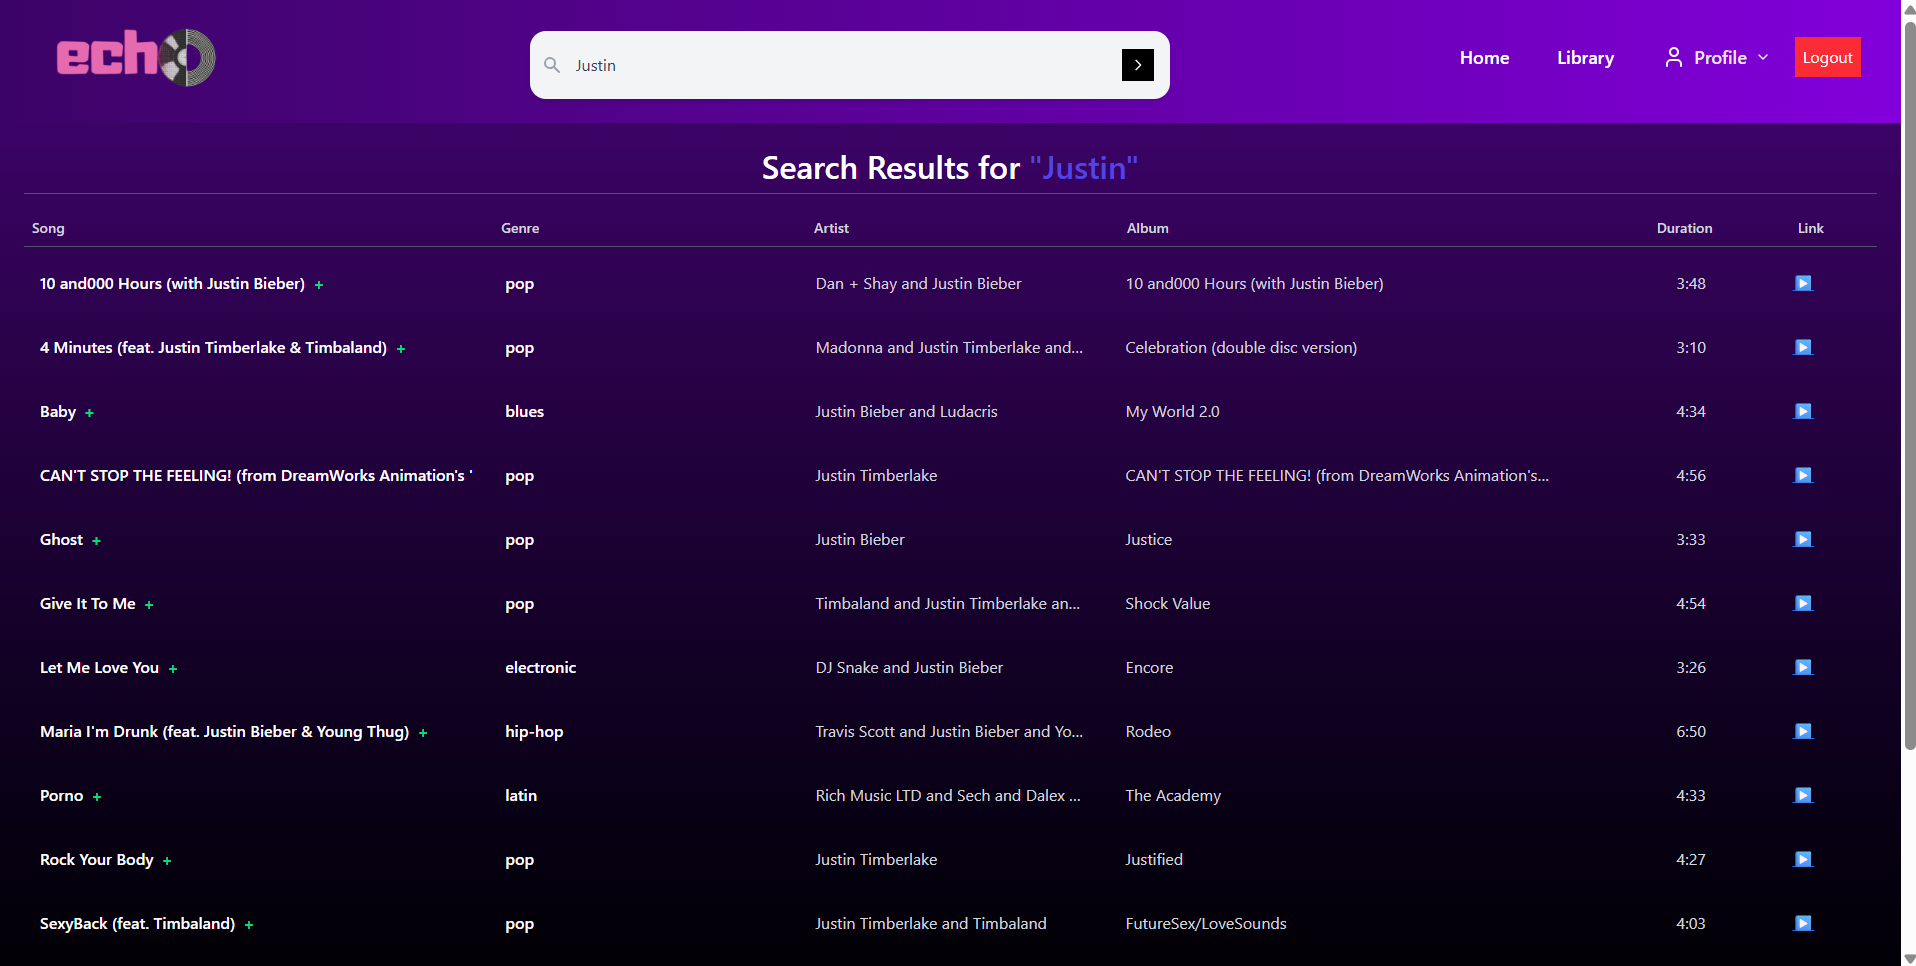 echo
Justin
Home Library Profile Logout
Search Results for "Justin"
Song Genre Artist Album Duration Link
10 and000 Hours (with Justin Bieber) + pop Dan + Shay and Justin Bieber 10 and000 Hours (with Justin Bieber) 3:48
4 Minutes (feat. Justin Timberlake & Timbaland) + pop Madonna and Justin Timberlake and... Celebration (double disc version) 3:10
Baby + blues Justin Bieber and Ludacris My World 2.0 4:34
CAN'T STOP THE FEELING! (from DreamWorks Animation's ' pop Justin Timberlake CAN'T STOP THE FEELING! (from DreamWorks Animation's... 4:56
Ghost + pop Justin Bieber Justice 3:33
Give It To Me + pop Timbaland and Justin Timberlake an... Shock Value 4:54
Let Me Love You + electronic DJ Snake and Justin Bieber Encore 3:26
Maria I'm Drunk (feat. Justin Bieber & Young Thug) + hip-hop Travis Scott and Justin Bieber and Yo... Rodeo 6:50
Porno + latin Rich Music LTD and Sech and Dalex ... The Academy 4:33
Rock Your Body + pop Justin Timberlake Justified 4:27
SexyBack (feat. Timbaland) + pop Justin Timberlake and Timbaland FutureSex/LoveSounds 4:03